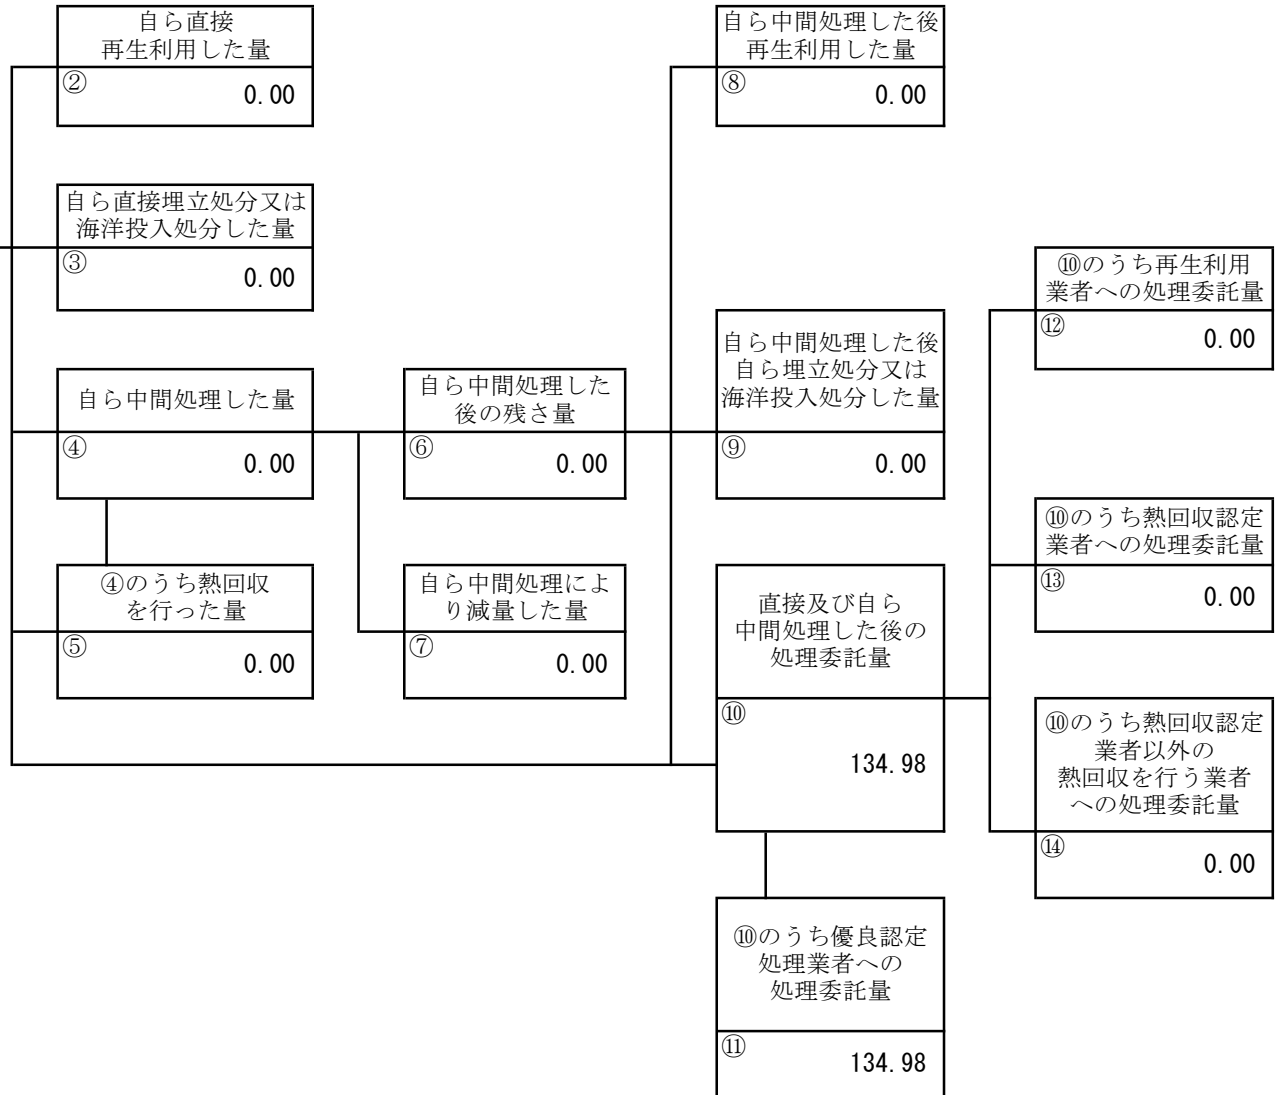 自ら直接
再生利用した量
②
0.00
自ら直接埋立処分又は
海洋投入処分した量
③
0.00
自ら中間処理した量
④
0.00
④のうち熱回収
を行った量
⑤
0.00
自ら中間処理した
後の残さ量
⑥
0.00
自ら中間処理によ
り減量した量
⑦
0.00
自ら中間処理した後
再生利用した量
⑧
0.00
自ら中間処理した後
自ら埋立処分又は
海洋投入処分した量
⑨
0.00
直接及び自ら
中間処理した後の
処理委託量
⑩
134.98
⑩のうち優良認定
処理業者への
処理委託量
⑪
134.98
⑩のうち再生利用
業者への処理委託量
⑫
0.00
⑩のうち熱回収認定
業者への処理委託量
⑬
0.00
⑩のうち熱回収認定
業者以外の
熱回収を行う業者
への処理委託量
⑭
0.00